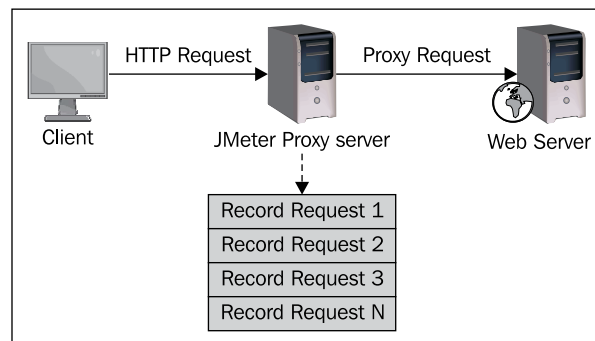 HTTP Request
Proxy Request
Client
JMeter Proxy server
Web Server
Record Request 1
Record Request 2
Record Request 3
Record Request N